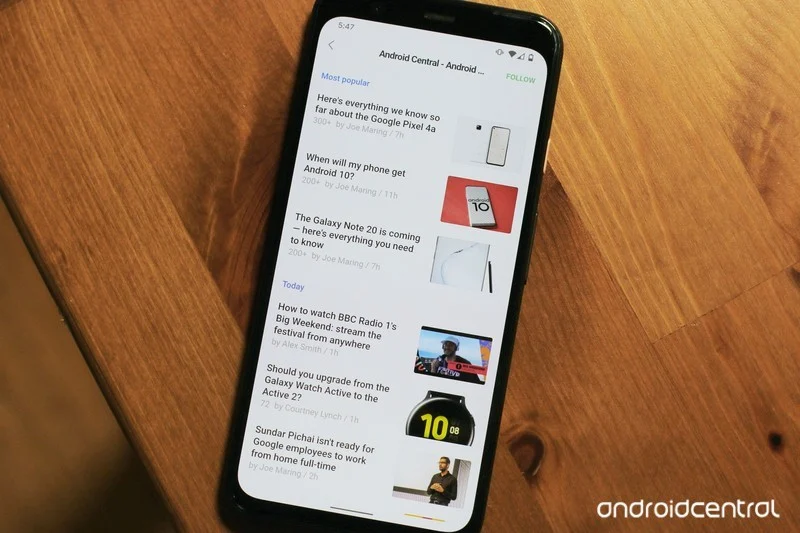 5:47
Android Central - Android ...
FOLLOW
Most popular
Here's everything we know so
far about the Google Pixel 4a
300+ by Joe Maring / 7h
When will my phone get
Android 10?
200+ by Joe Maring / 11h
android
10
The Galaxy Note 20 is coming
— here's everything you need
to know
200+ by Joe Maring / 7h
Today
How to watch BBC Radio 1's
Big Weekend: stream the
festival from anywhere
by Alex Smith / 1h
Should you upgrade from the
Galaxy Watch Active to the
Active 2?
72 by Courtney Lynch / 1h
10 08
Sundar Pichai isn't ready for
Google employees to work
from home full-time
by Joe Maring / 2h
androidcentral